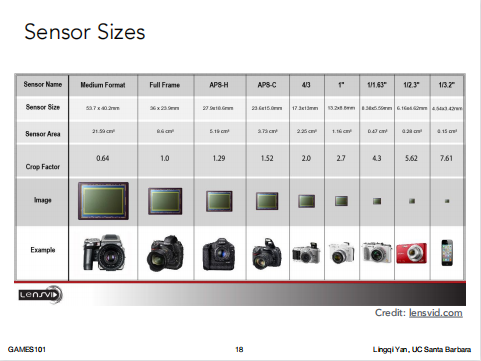 Sensor Sizes
Sensor Name Medium Format Full Frame APS-H APS-C 4/3 1" 1/1.63" 1/2.3" 1/3.2"
Sensor Size 53.7 x 40.2mm 36 x 23.9mm 27.9x18.6mm 23.6x15.8mm 17.3x13mm 13.2x8.8mm 8.38x5.59mm 6.16x4.62mm 4.54x3.42mm
Sensor Area 21.59 cm² 8.6 cm² 5.19 cm² 3.73 cm² 2.25 cm² 1.16 cm² 0.47 cm² 0.28 cm² 0.15 cm²
Crop Factor 0.64 1.0 1.29 1.52 2.0 2.7 4.3 5.62 7.61
Image
Example
LENSVID
Credit: lensvid.com
GAMES101 18 Lingqi Yan, UC Santa Barbara